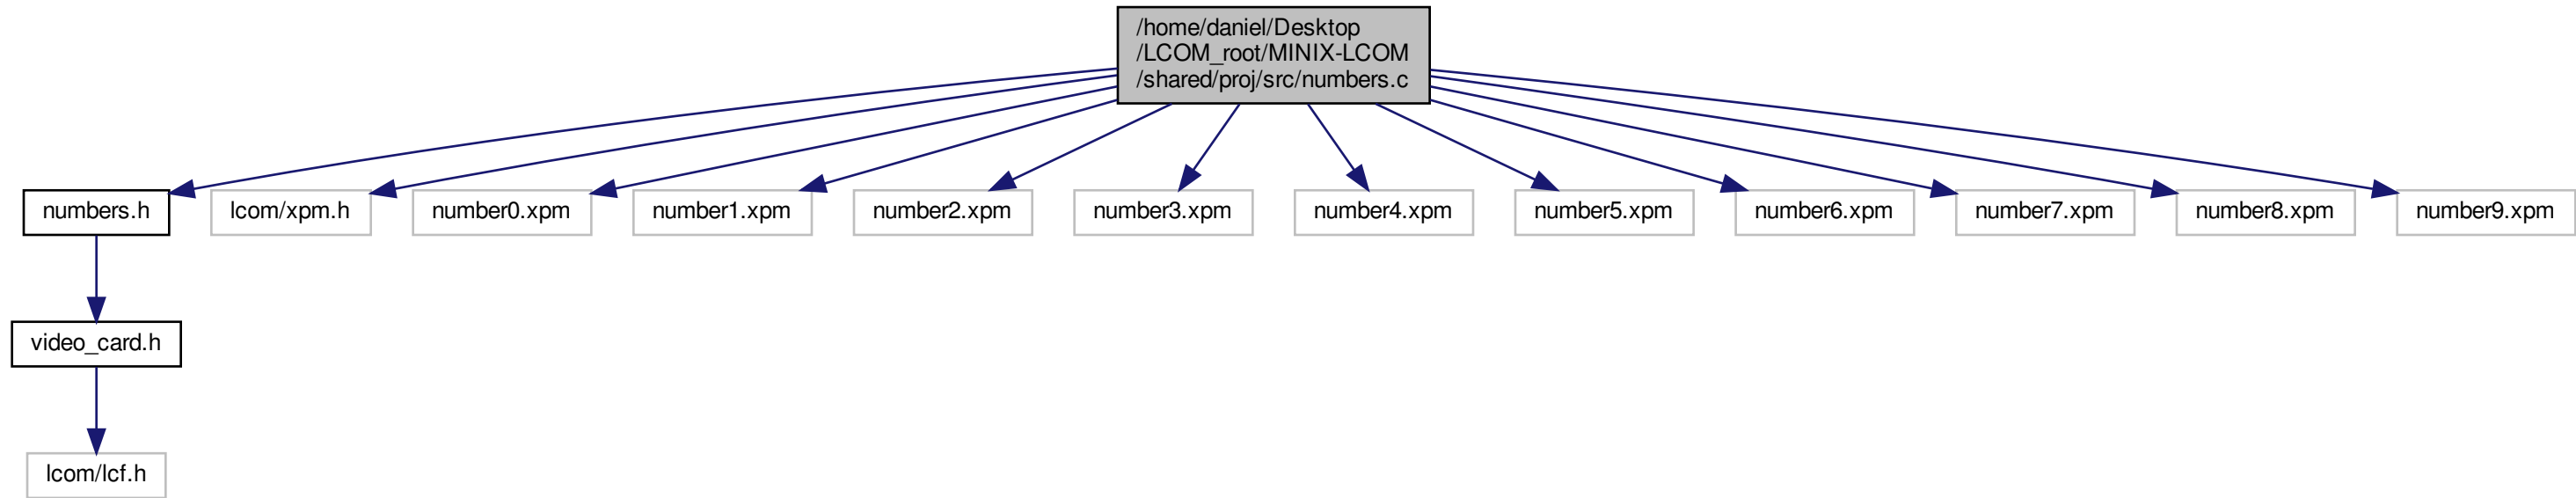 /home/daniel/Desktop
/LCOM_root/MINIX-LCOM
/shared/proj/src/numbers.c
numbers.h
lcom/xpm.h
number0.xpm
number1.xpm
number2.xpm
number3.xpm
number4.xpm
number5.xpm
number6.xpm
number7.xpm
number8.xpm
number9.xpm
video_card.h
lcom/lcf.h